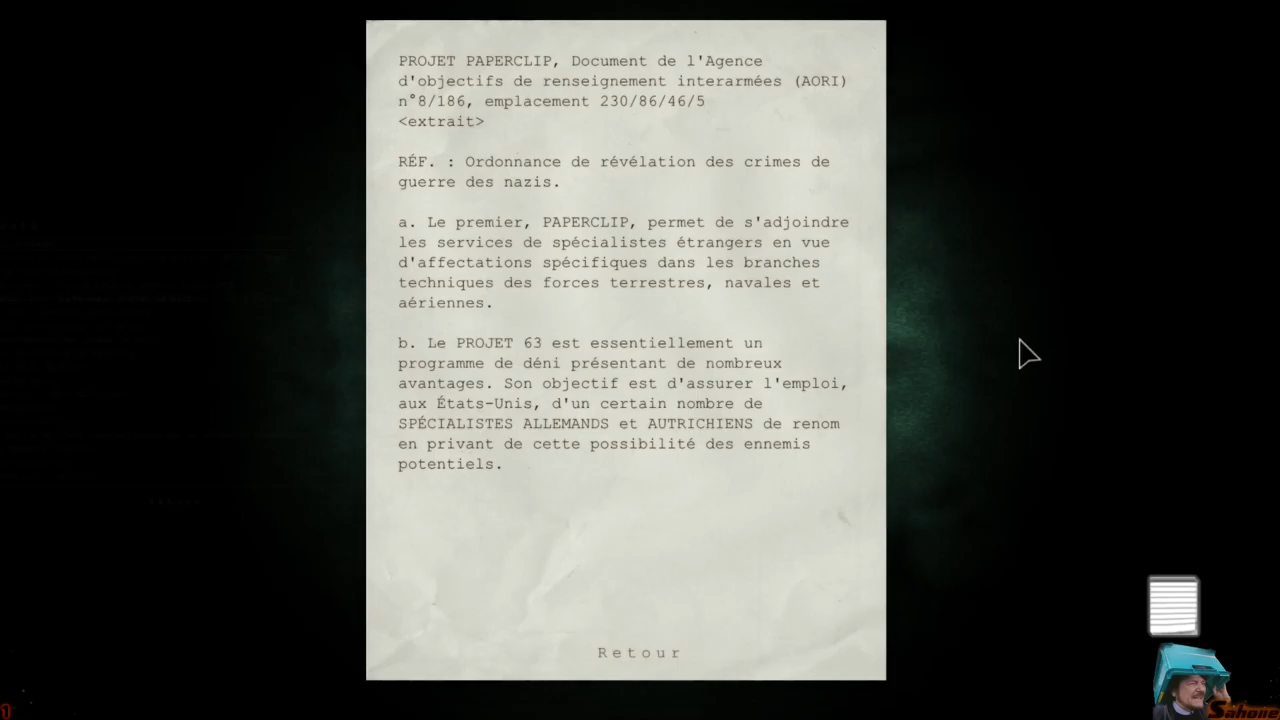 PROJET PAPERCLIP, Document de l'Agence
d'objectifs de renseignement interarmées (AORI)
n°8/186, emplacement 230/86/46/5
<extrait>
RÉF. : Ordonnance de révélation des crimes de
guerre des nazis.
a. Le premier, PAPERCLIP, permet de s'adjoindre
les services de spécialistes étrangers en vue
d'affectations spécifiques dans les branches
techniques des forces terrestres, navales et
aériennes.
b. Le PROJET 63 est essentiellement un
programme de déni présentant de nombreux
avantages. Son objectif est d'assurer l'emploi,
aux États-Unis, d'un certain nombre de
SPÉCIALISTES ALLEMANDS et AUTRICHIENS de renom
en privant de cette possibilité des ennemis
potentiels.
Retour
Sahone